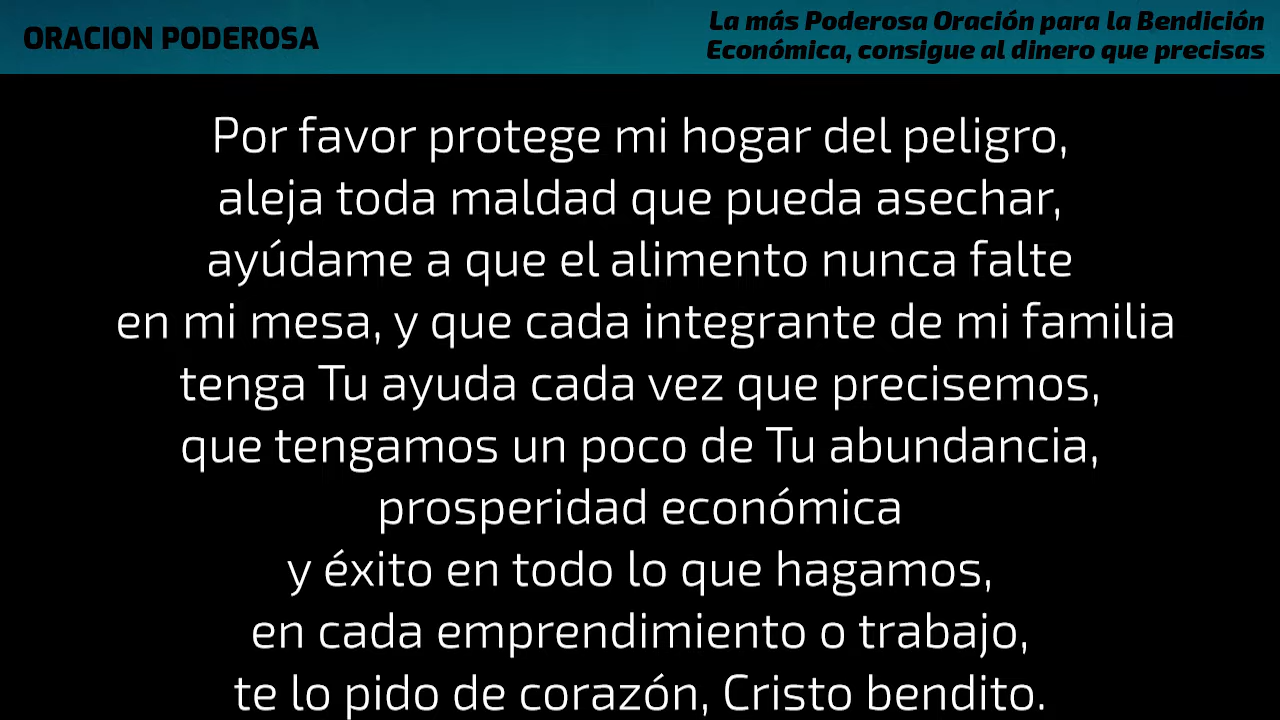 ORACION PODEROSA
La más Poderosa Oración para la Bendición
Económica, consigue al dinero que precisas
Por favor protege mi hogar del peligro,
aleja toda maldad que pueda asechar,
ayúdame a que el alimento nunca falte
en mi mesa, y que cada integrante de mi familia
tenga Tu ayuda cada vez que precisemos,
que tengamos un poco de Tu abundancia,
prosperidad económica
y éxito en todo lo que hagamos,
en cada emprendimiento o trabajo,
te lo pido de corazón, Cristo bendito.